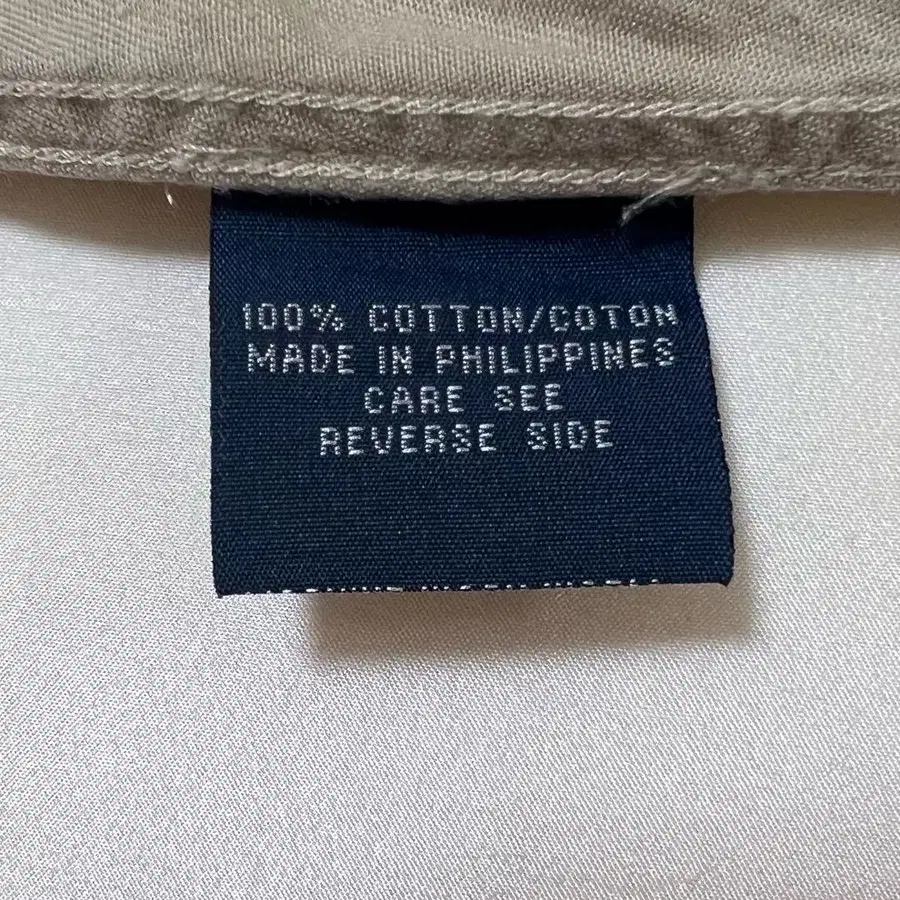 100% COTTON/COTON
MADE IN PHILIPPINES
CARE SEE
REVERSE SIDE